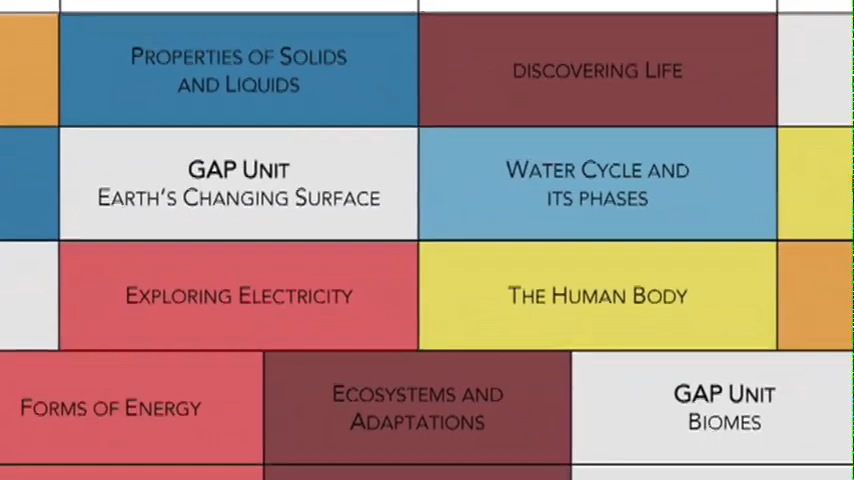 PROPERTIES OF SOLIDS
AND LIQUIDS
DISCOVERING LIFE
GAP UNIT
EARTH'S CHANGING SURFACE
WATER CYCLE AND
ITS PHASES
EXPLORING ELECTRICITY
THE HUMAN BODY
FORMS OF ENERGY
ECOSYSTEMS AND
ADAPTATIONS
GAP UNIT
BIOMES